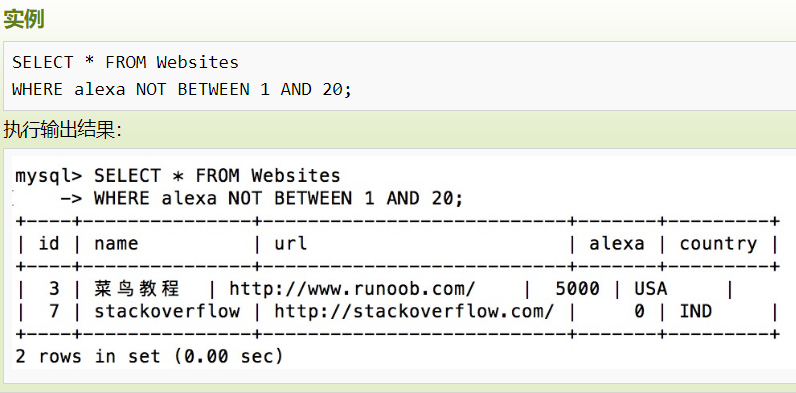 实例
SELECT * FROM Websites
WHERE alexa NOT BETWEEN 1 AND 20;
执行输出结果：
mysql> SELECT * FROM Websites
    -> WHERE alexa NOT BETWEEN 1 AND 20;
+----+---------------+---------------------------+-------+---------+
| id | name          | url                       | alexa | country |
+----+---------------+---------------------------+-------+---------+
|  3 | 菜鸟教程  | http://www.runoob.com/    |  5000 | USA     |
|  7 | stackoverflow | http://stackoverflow.com/ |     0 | IND     |
+----+---------------+---------------------------+-------+---------+
2 rows in set (0.00 sec)